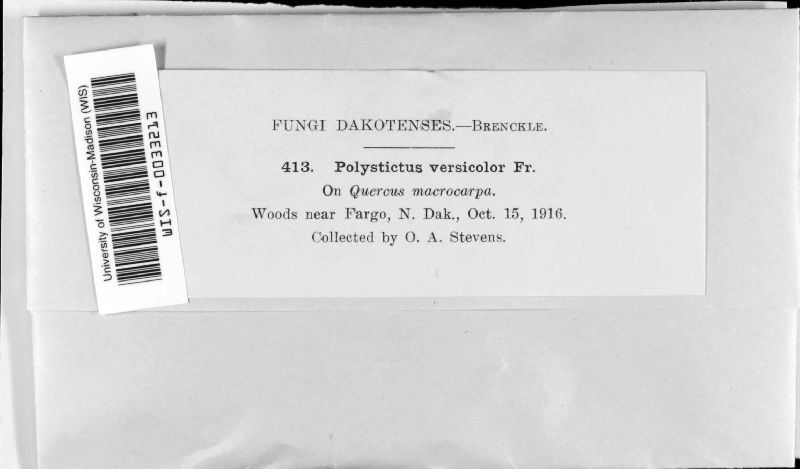 University of Wisconsin-Madison (WIS)
WIS-f-0033273
FUNGI DAKOTENSES.—BRENCKLE.
413. Polystictus versicolor Fr.
On Quercus macrocarpa.
Woods near Fargo, N. Dak., Oct. 15, 1916.
Collected by O. A. Stevens.